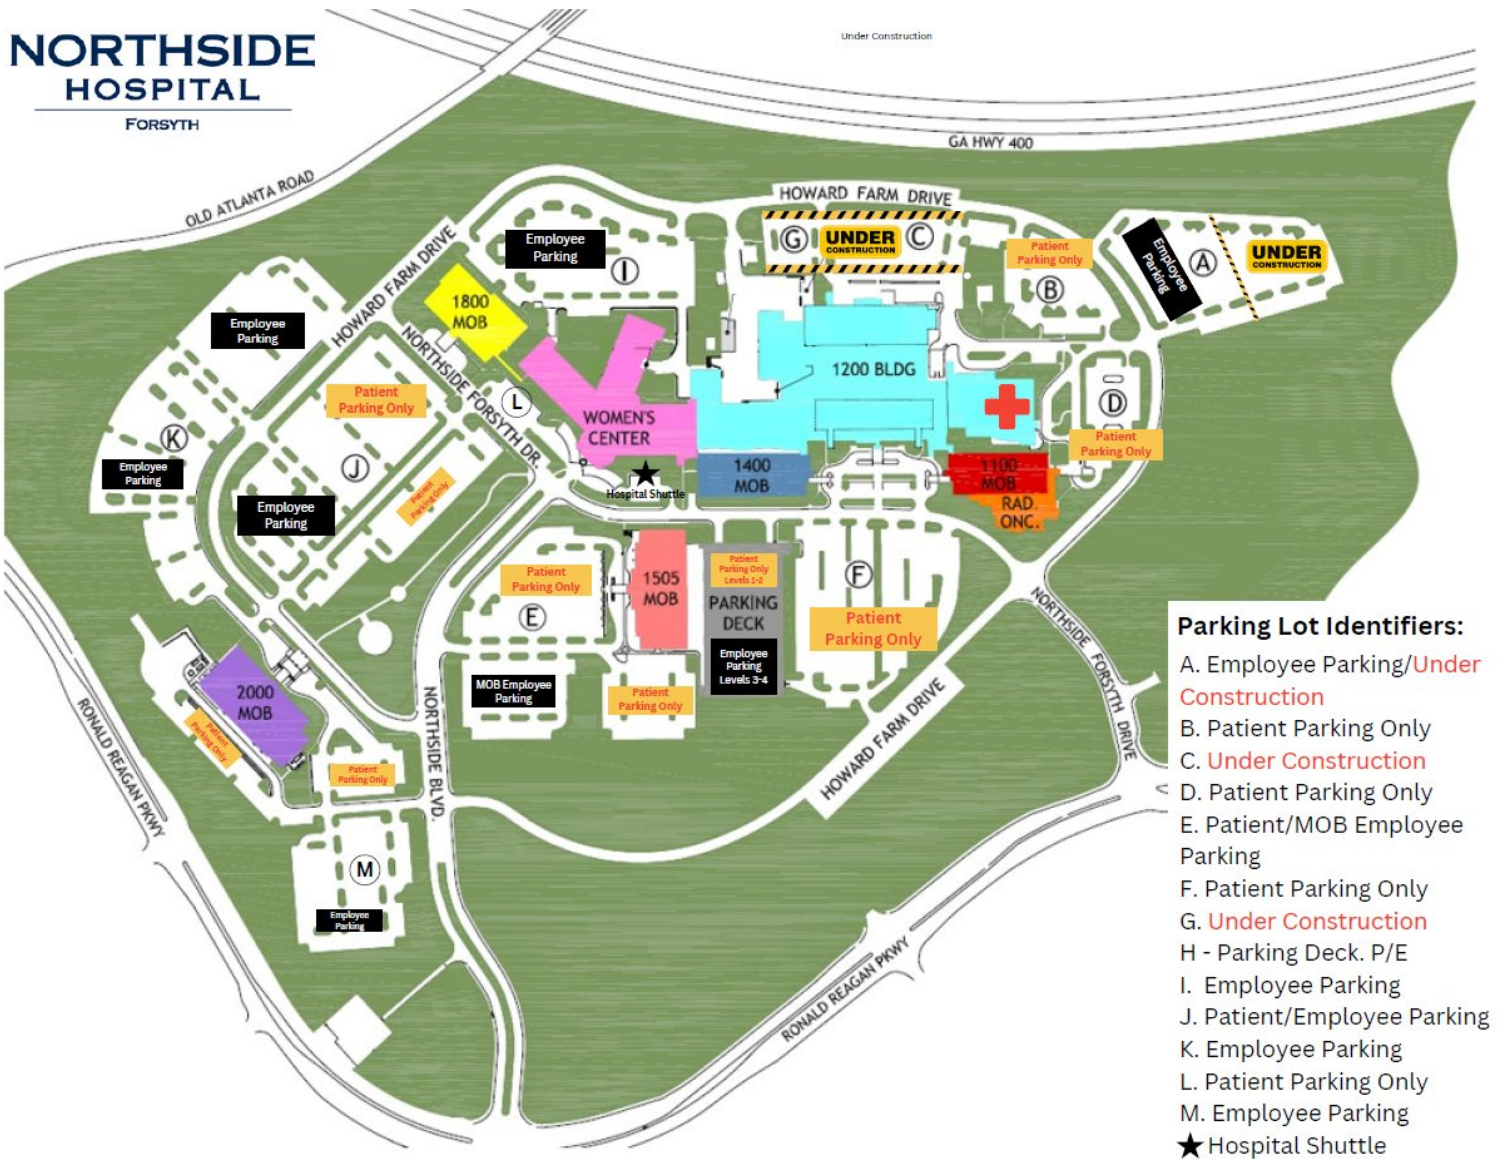 NORTHSIDE
HOSPITAL
FORSYTH
Under Construction
GA HWY 400
OLD ATLANTA ROAD
HOWARD FARM DRIVE
HOWARD FARM DRIVE
G
UNDER
CONSTRUCTION
C
Employee
Parking
I
Patient
Parking Only
B
Employee
Parking
A
UNDER
CONSTRUCTION
1800
MOB
Employee
Parking
NORTHSIDE FORSYTH DR.
1200 BLDG
Patient
Parking Only
L
WOMEN'S
CENTER
D
Patient
Parking Only
K
Employee
Parking
J
Patient
Parking Only
Employee
Parking
Hospital Shuttle
1400
MOB
1100
MOB
RAD.
ONC.
Patient
Parking Only
E
1505
MOB
Patient
Parking Only
Levels 1-2
PARKING
DECK
Employee
Parking
Levels 3-4
F
Patient
Parking Only
NORTHSIDE FORSYTH DRIVE
MOB Employee
Parking
Patient
Parking Only
2000
MOB
Patient
Parking Only
Patient
Parking Only
NORTHSIDE BLVD.
HOWARD FARM DRIVE
RONALD REAGAN PKWY
M
Employee
Parking
RONALD REAGAN PKWY
Parking Lot Identifiers:
A. Employee Parking/Under
Construction
B. Patient Parking Only
C. Under Construction
D. Patient Parking Only
E. Patient/MOB Employee
Parking
F. Patient Parking Only
G. Under Construction
H - Parking Deck. P/E
I. Employee Parking
J. Patient/Employee Parking
K. Employee Parking
L. Patient Parking Only
M. Employee Parking
Hospital Shuttle